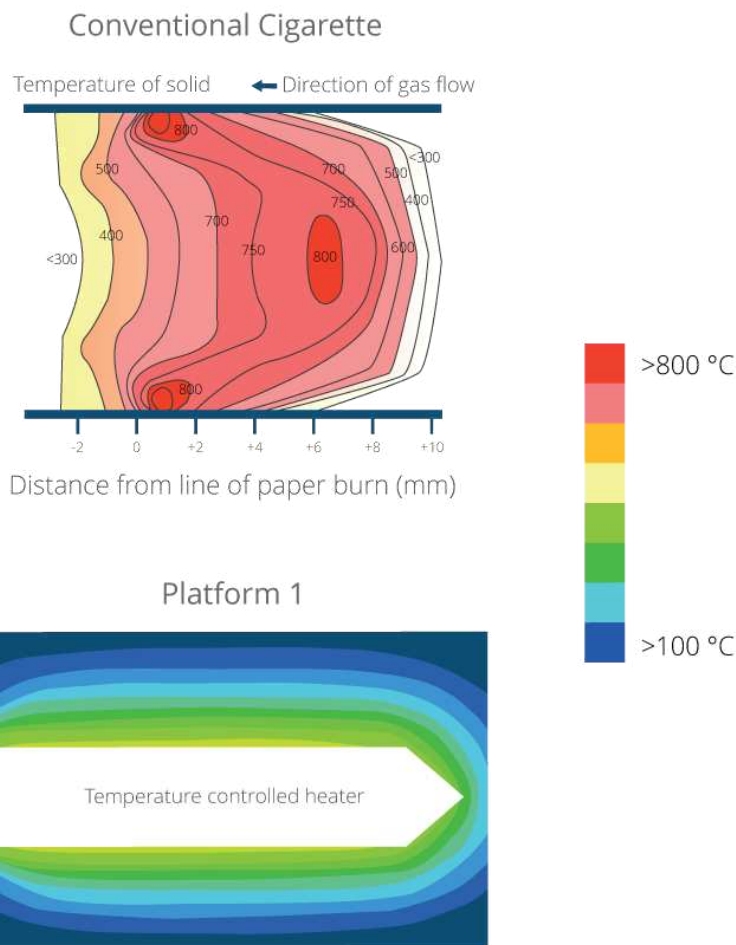 Conventional Cigarette
Temperature of solid
Direction of gas flow
800
<300
500
700
500
750
400
700
400
750
800
600
<300
800
-2
0
+2
+4
+6
+8
+10
Distance from line of paper burn (mm)
>800 °C
Platform 1
>100 °C
Temperature controlled heater